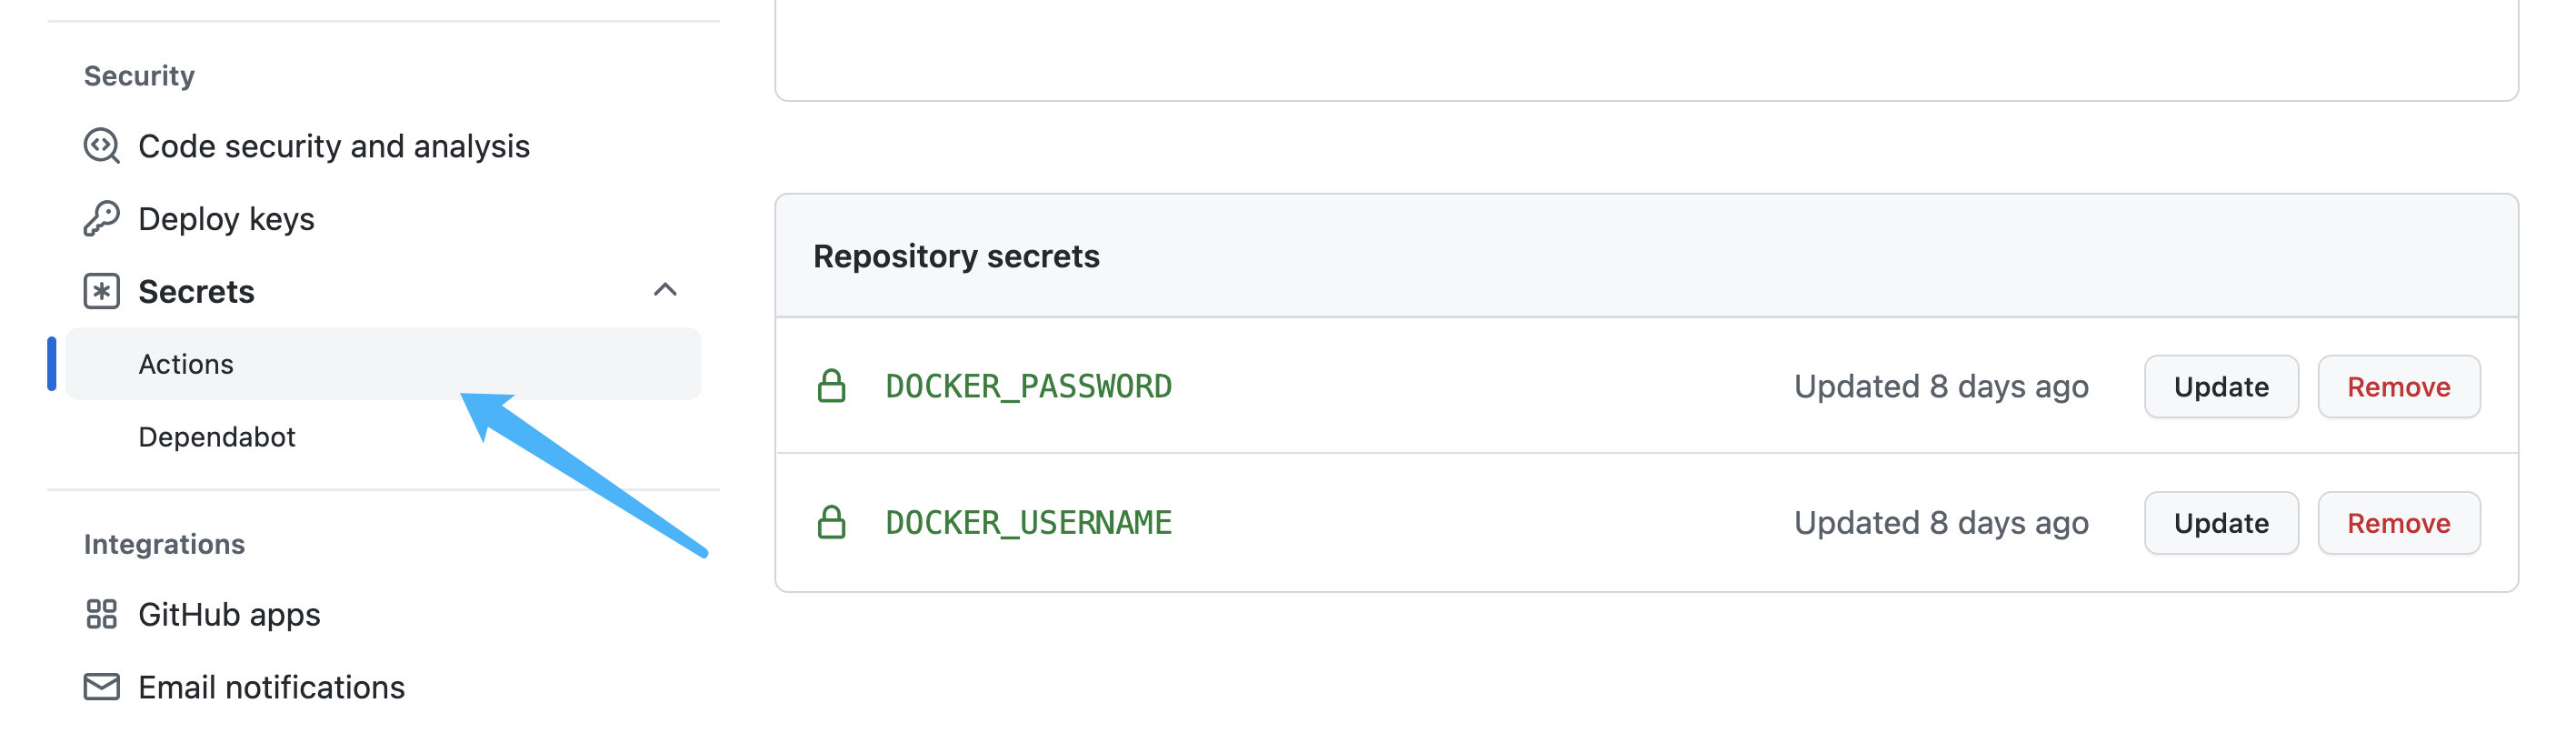 Security
Code security and analysis
Deploy keys
Secrets
Actions
Dependabot
Integrations
GitHub apps
Email notifications
Repository secrets
DOCKER_PASSWORD Updated 8 days ago Update Remove
DOCKER_USERNAME Updated 8 days ago Update Remove